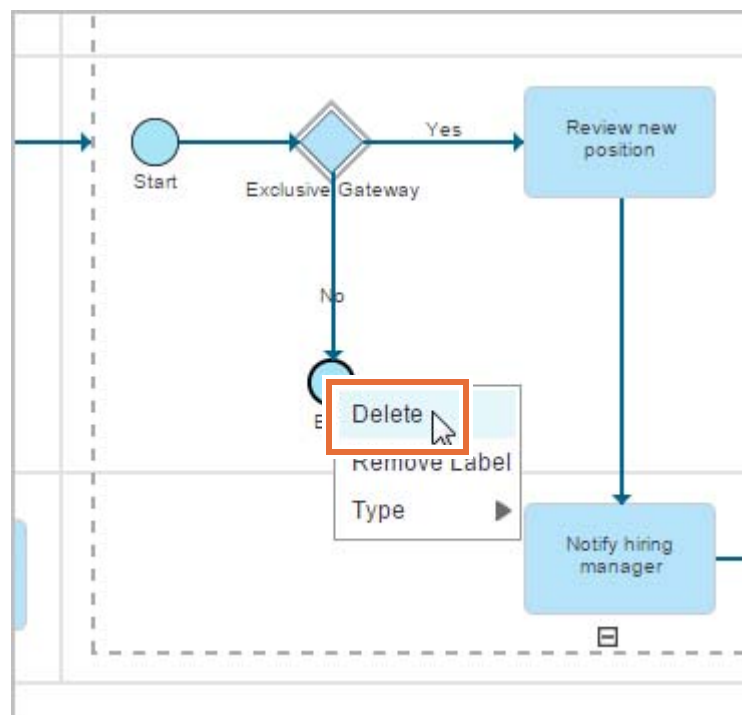 Yes
Review new
position
Start
Exclusive Gateway
No
Delete
Remove Label
Type
Notify hiring
manager